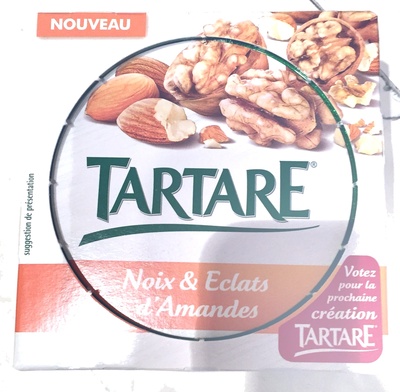 NOUVEAU
suggestion de présentation
TARTARE®
Noix & Eclats
d'Amandes
Votez
pour la
prochaine
création
TARTARE